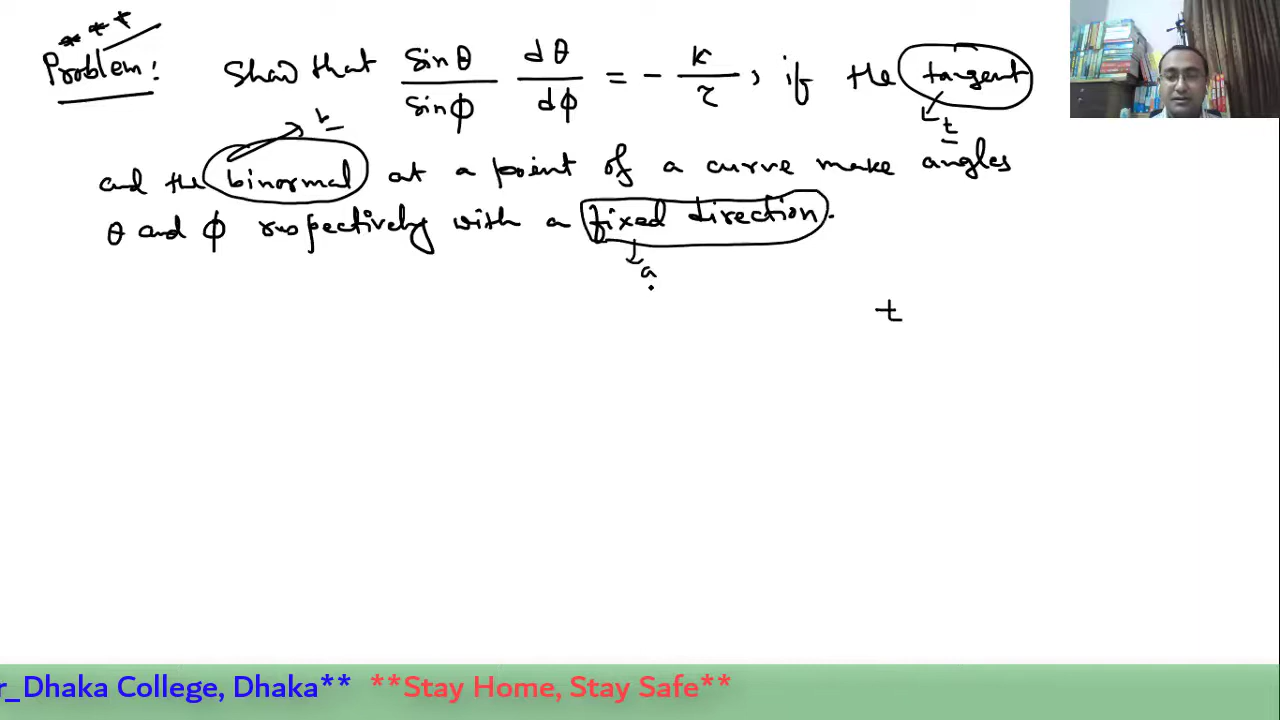 ***
Problem: Show that sinθ/sinϕ dθ/dϕ = - κ/τ, if the tangent
t
b
and the binormal at a point of a curve make angles
θ and ϕ respectively with a fixed direction.
a
t
r_Dhaka College, Dhaka** **Stay Home, Stay Safe**